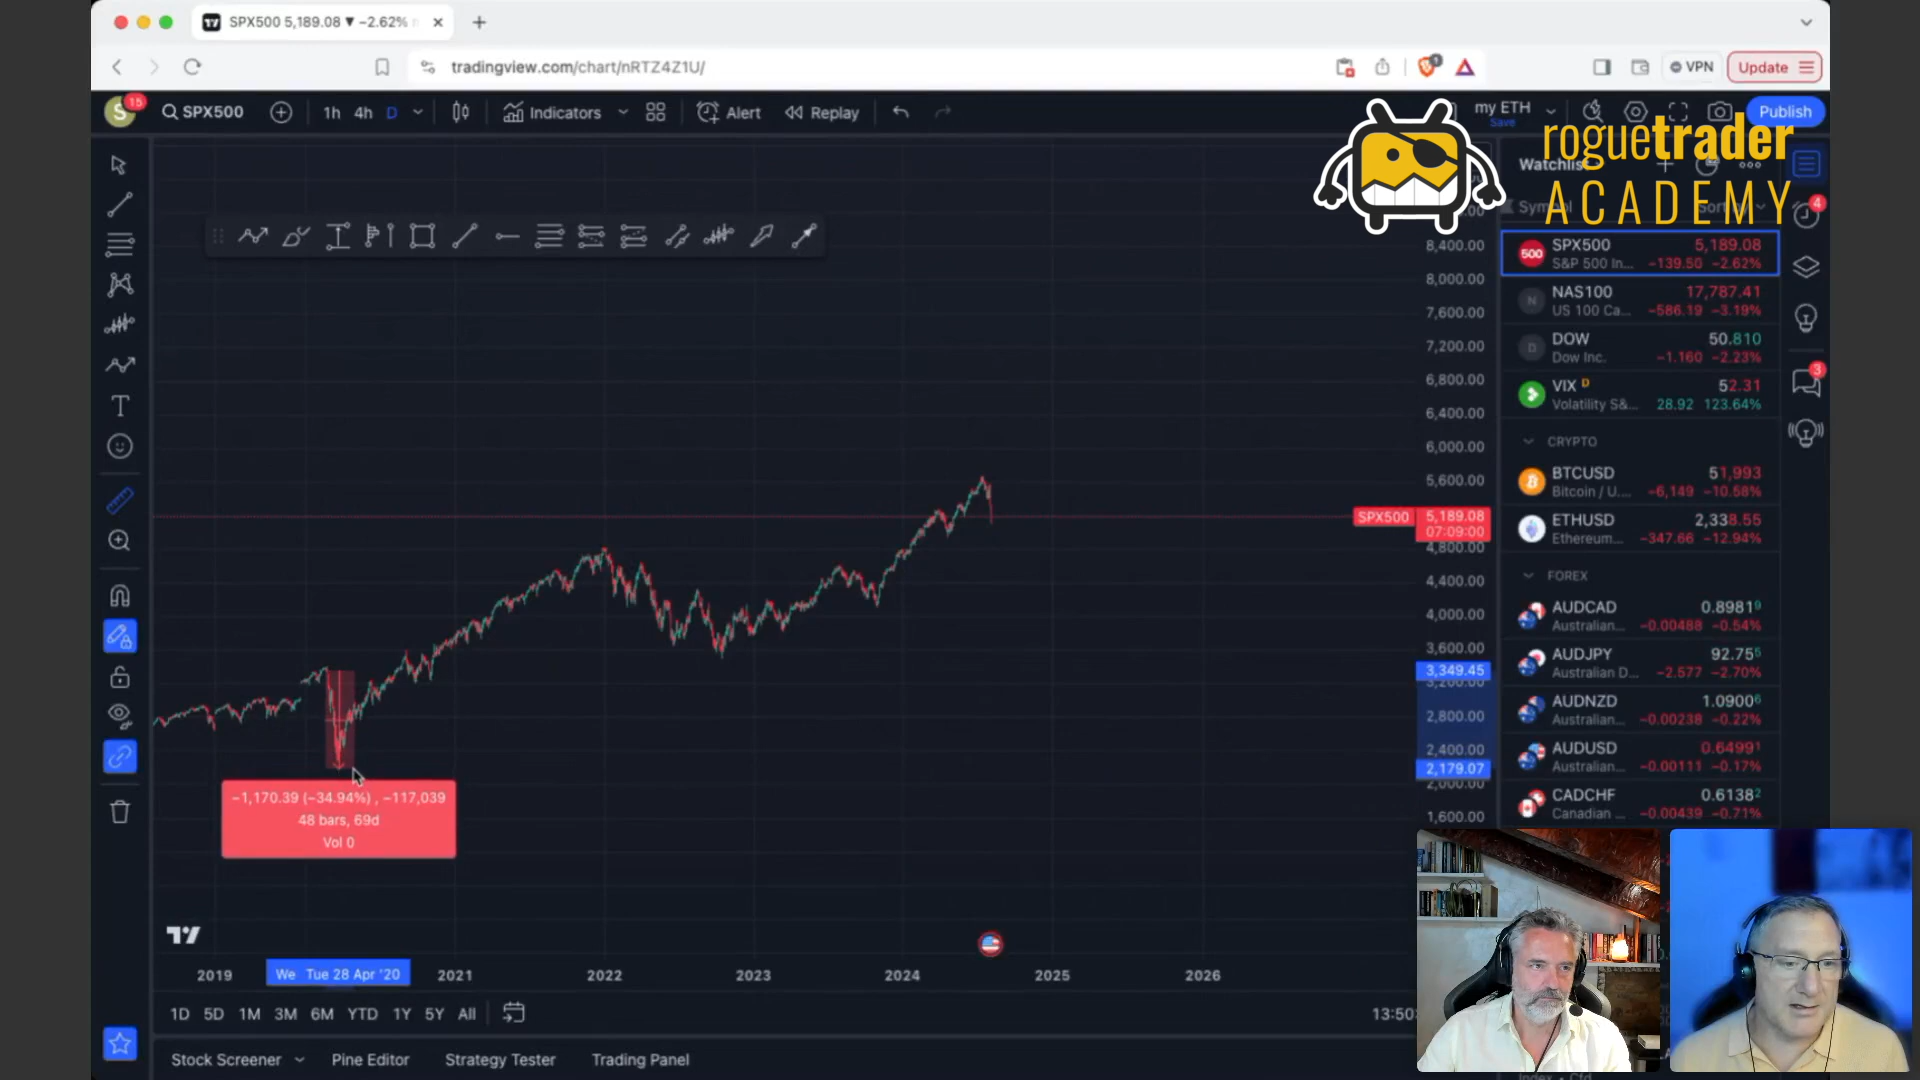 SPX500 5,189.08 ▼ −2.62%
tradingview.com/chart/nRTZ4Z1U/
VPN
Update
S
15
SPX500
1h 4h D
Indicators
Alert
Replay
my ETH
Save
Publish
roguetrader
ACADEMY
Watchlist
Symbol
SPX500 5,189.08
S&P 500 In... −139.50 −2.62%
NAS100 17,787.41
US 100 Ca... −586.19 −3.19%
DOW 50.810
Dow Inc. −1.160 −2.23%
VIX D 52.31
Volatility S&... 28.92 123.64%
CRYPTO
BTCUSD 51,993
Bitcoin / U.... −6,149 −10.58%
ETHUSD 2,338.55
Ethereum... −347.66 −12.94%
FOREX
AUDCAD 0.89819
Australian... −0.00488 −0.54%
AUDJPY 92.755
Australian D... −2.577 −2.70%
AUDNZD 1.09006
Australian... −0.00238 −0.22%
AUDUSD 0.64991
Australian... −0.00111 −0.17%
CADCHF 0.61382
Canadian ... −0.00439 −0.71%
4
3
8,400.00
8,000.00
7,600.00
7,200.00
6,800.00
6,400.00
6,000.00
5,600.00
SPX500 5,189.08
07:09:00
4,800.00
4,400.00
4,000.00
3,600.00
3,349.45
3,200.00
2,800.00
2,400.00
2,179.07
2,000.00
1,600.00
−1,170.39 (−34.94%) , −117,039
48 bars, 69d
Vol 0
2019 We Tue 28 Apr '20 2021 2022 2023 2024 2025 2026
1D 5D 1M 3M 6M YTD 1Y 5Y All
13:50:
Stock Screener Pine Editor Strategy Tester Trading Panel